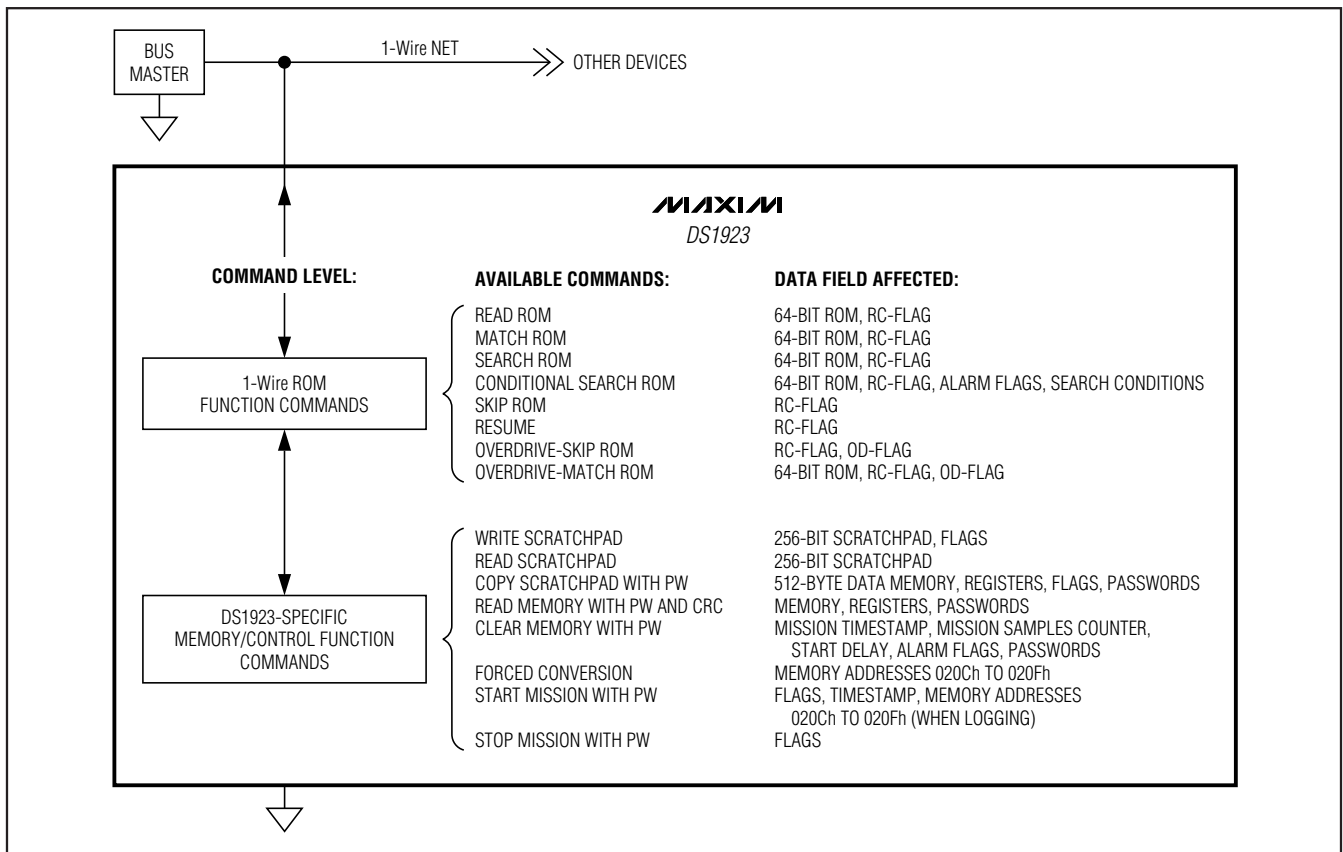 BUS
MASTER
1-Wire NET
OTHER DEVICES
MAXIM
DS1923
COMMAND LEVEL:
AVAILABLE COMMANDS:
DATA FIELD AFFECTED:
1-Wire ROM
FUNCTION COMMANDS
READ ROM 64-BIT ROM, RC-FLAG
MATCH ROM 64-BIT ROM, RC-FLAG
SEARCH ROM 64-BIT ROM, RC-FLAG
CONDITIONAL SEARCH ROM 64-BIT ROM, RC-FLAG, ALARM FLAGS, SEARCH CONDITIONS
SKIP ROM RC-FLAG
RESUME RC-FLAG
OVERDRIVE-SKIP ROM RC-FLAG, OD-FLAG
OVERDRIVE-MATCH ROM 64-BIT ROM, RC-FLAG, OD-FLAG
DS1923-SPECIFIC
MEMORY/CONTROL FUNCTION
COMMANDS
WRITE SCRATCHPAD 256-BIT SCRATCHPAD, FLAGS
READ SCRATCHPAD 256-BIT SCRATCHPAD
COPY SCRATCHPAD WITH PW 512-BYTE DATA MEMORY, REGISTERS, FLAGS, PASSWORDS
READ MEMORY WITH PW AND CRC MEMORY, REGISTERS, PASSWORDS
CLEAR MEMORY WITH PW MISSION TIMESTAMP, MISSION SAMPLES COUNTER,
START DELAY, ALARM FLAGS, PASSWORDS
FORCED CONVERSION MEMORY ADDRESSES 020Ch TO 020Fh
START MISSION WITH PW FLAGS, TIMESTAMP, MEMORY ADDRESSES
020Ch TO 020Fh (WHEN LOGGING)
STOP MISSION WITH PW FLAGS